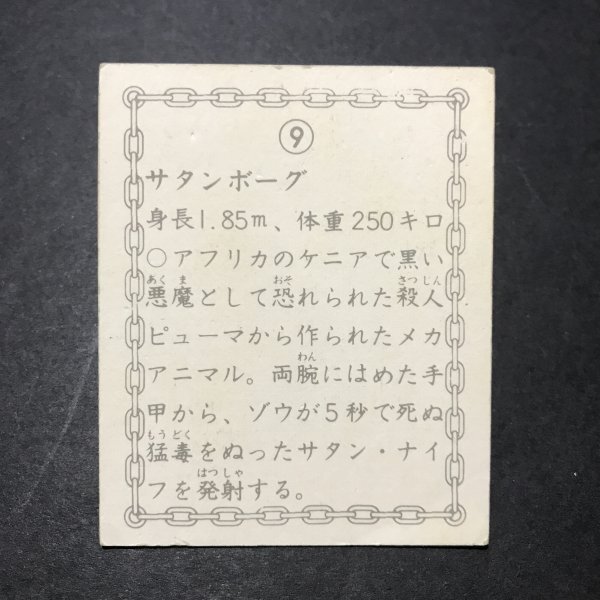 ⑨
サタンボーグ
身長1.85m、体重250キロ
○アフリカのケニアで黒い
悪魔として恐れられた殺人
ピューマから作られたメカ
アニマル。両腕にはめた手
甲から、ゾウが5秒で死ぬ
猛毒をぬったサタン・ナイ
フを発射する。